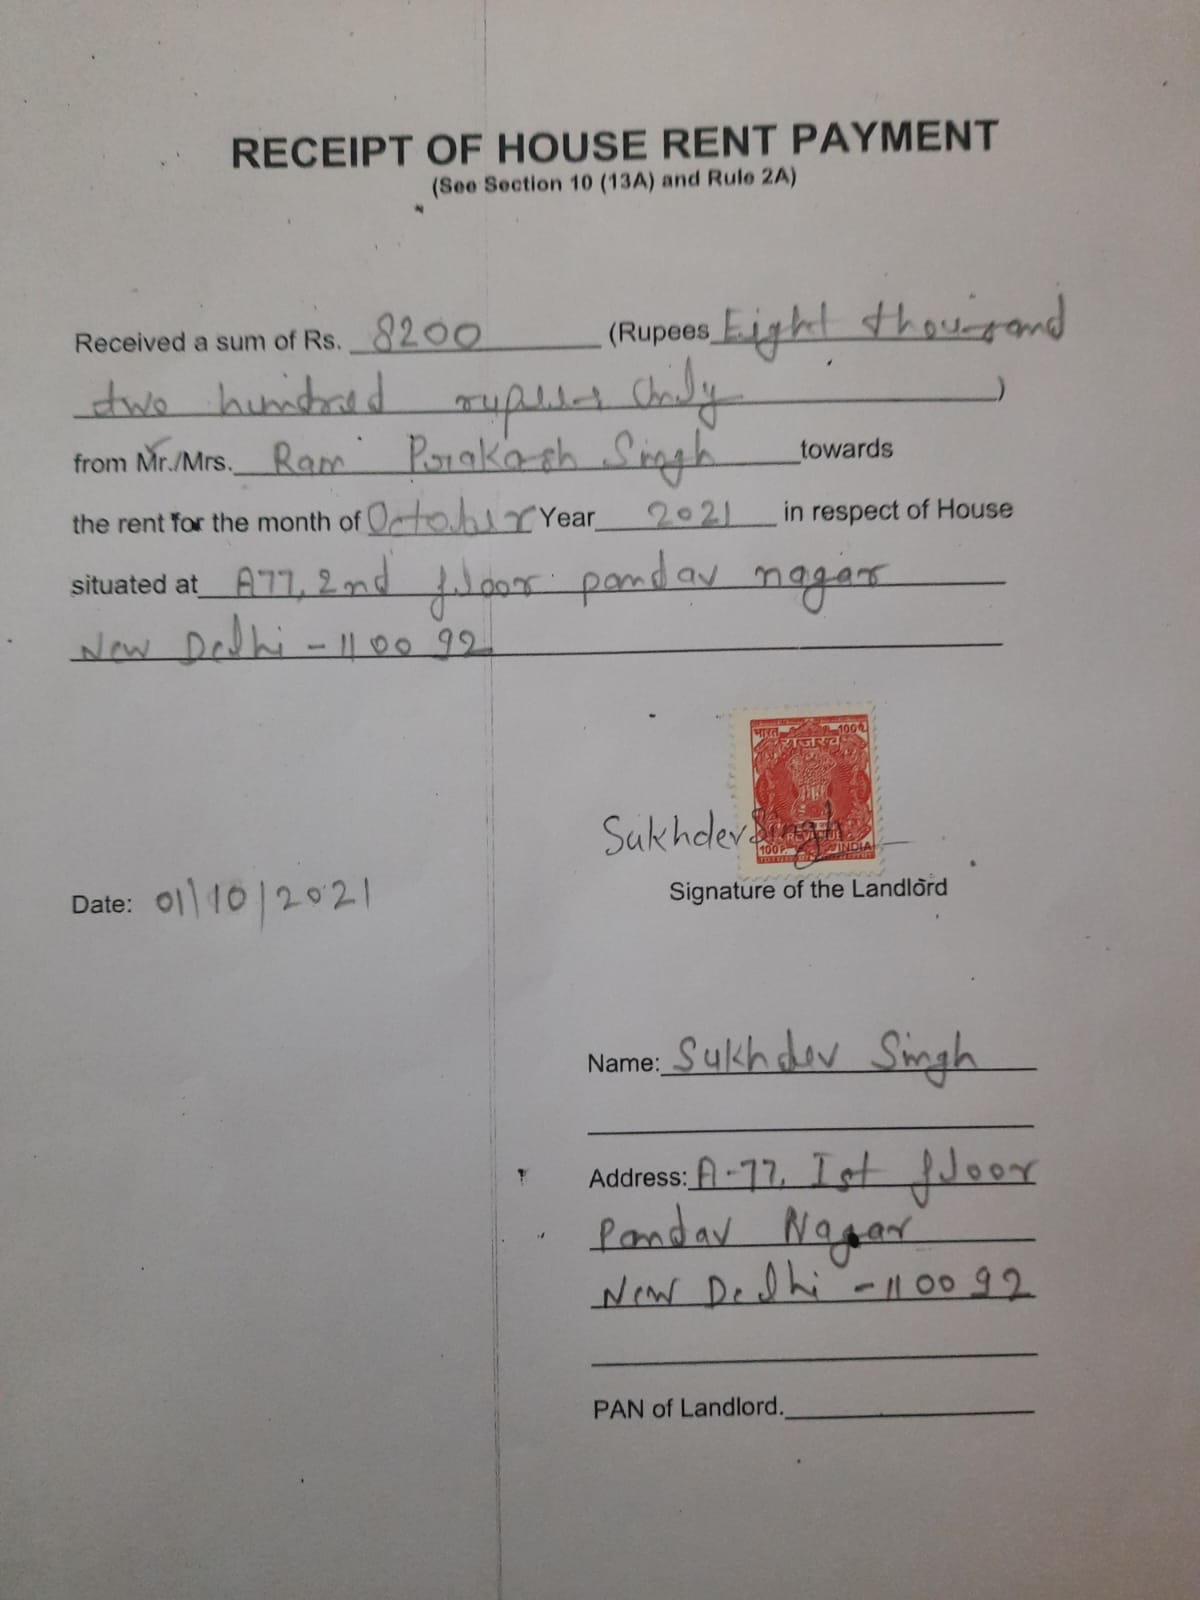 RECEIPT OF HOUSE RENT PAYMENT
(See Section 10 (13A) and Rule 2A)
Received a sum of Rs. 8200 (Rupees Eight thousand
two hundred rupees only )
from Mr./Mrs. Ram Prakash Singh towards
the rent for the month of October Year 2021 in respect of House
situated at A77, 2nd floor pandav nagar
New Delhi - 110092
भारत 100
राजस्व
Sukhdev Singh
REVENUE
100P. INDIA
Signature of the Landlord
Date: 01/10/2021
Name: Sukhdev Singh
Address: A-77, Ist floor
Pandav Nagar
New Delhi - 110092
PAN of Landlord.